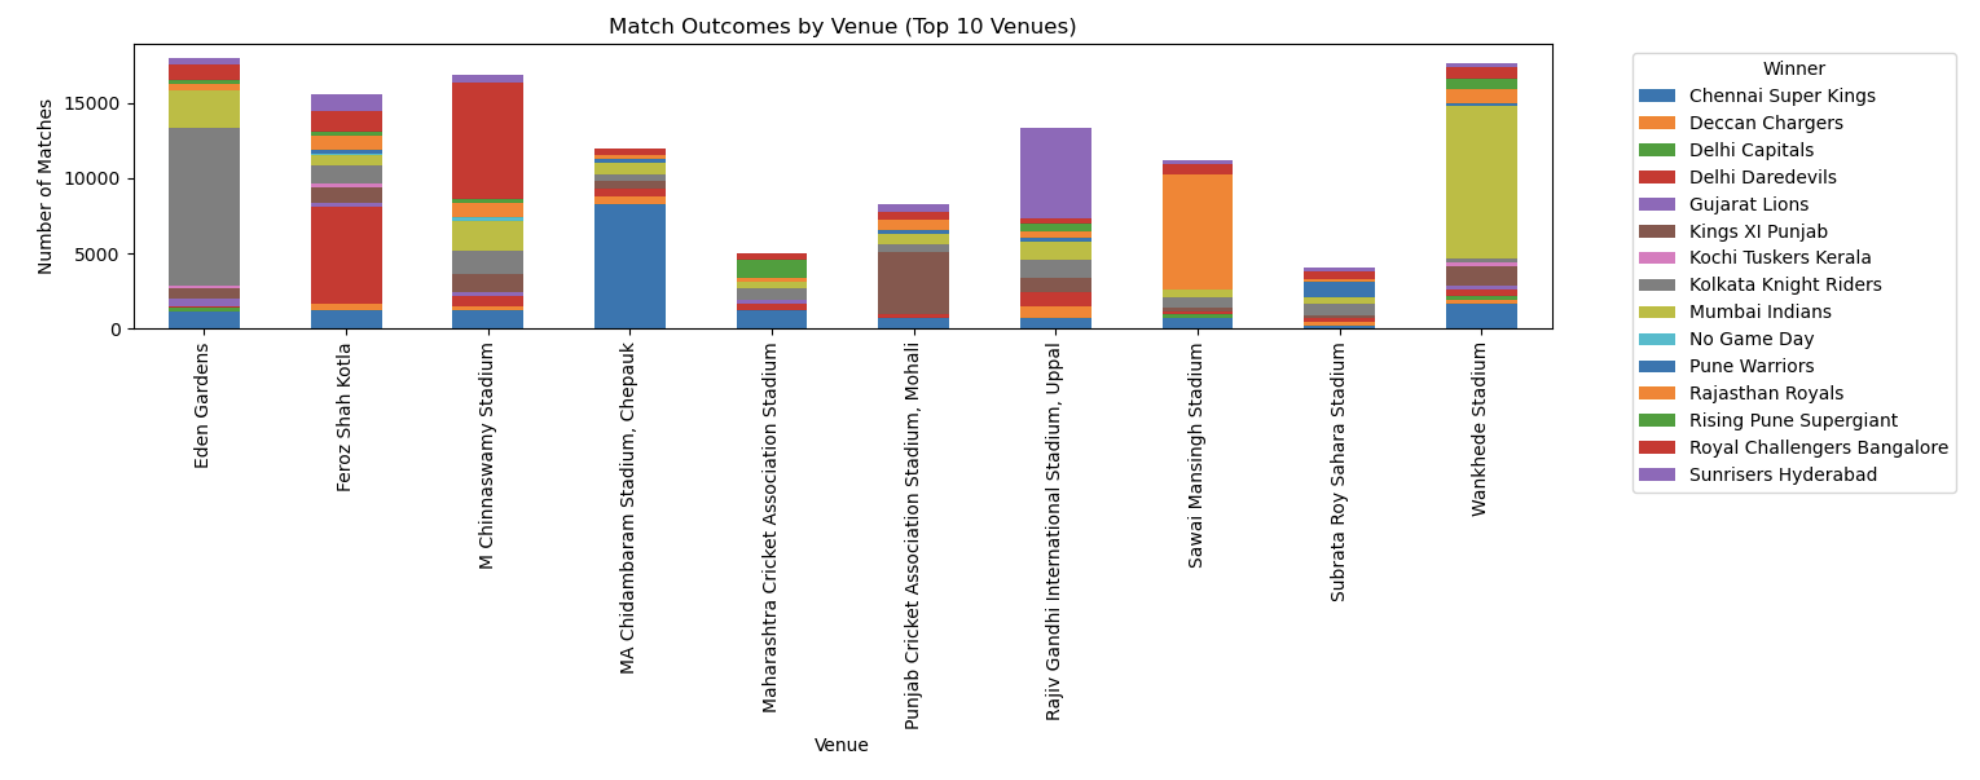 Match Outcomes by Venue (Top 10 Venues)
Number of Matches
15000
10000
5000
0
Eden Gardens
Feroz Shah Kotla
M Chinnaswamy Stadium
MA Chidambaram Stadium, Chepauk
Maharashtra Cricket Association Stadium
Punjab Cricket Association Stadium, Mohali
Rajiv Gandhi International Stadium, Uppal
Sawai Mansingh Stadium
Subrata Roy Sahara Stadium
Wankhede Stadium
Venue
Winner
Chennai Super Kings
Deccan Chargers
Delhi Capitals
Delhi Daredevils
Gujarat Lions
Kings XI Punjab
Kochi Tuskers Kerala
Kolkata Knight Riders
Mumbai Indians
No Game Day
Pune Warriors
Rajasthan Royals
Rising Pune Supergiant
Royal Challengers Bangalore
Sunrisers Hyderabad